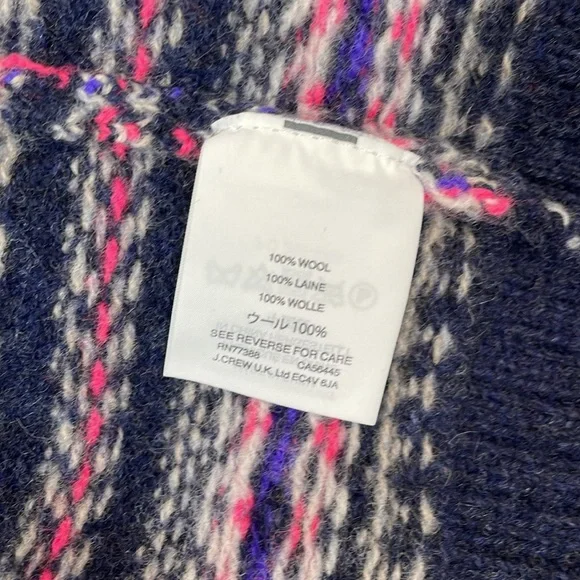 100% WOOL
100% LAINE
100% WOLLE
ウール 100%
SEE REVERSE FOR CARE
RN77388 CA56445
J.CREW U.K. Ltd EC4V 6JA